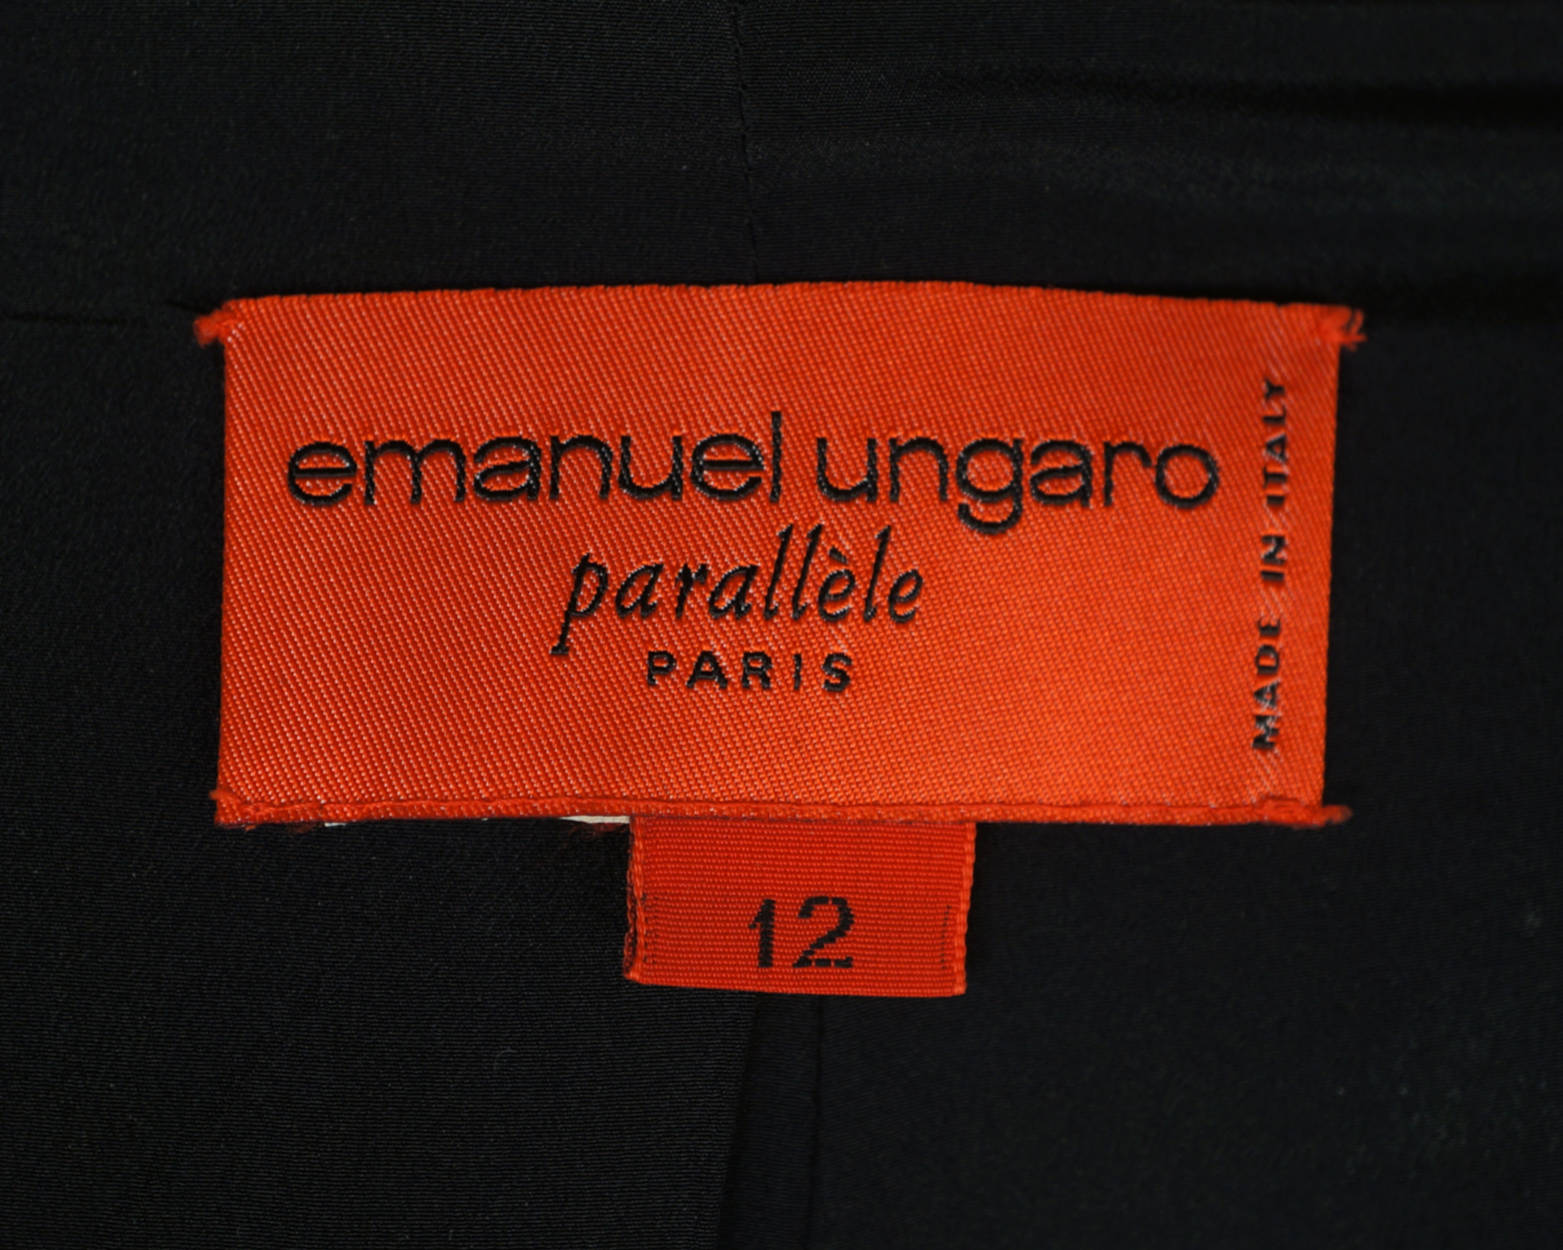 emanuel ungaro
parallèle
PARIS
MADE IN ITALY
12